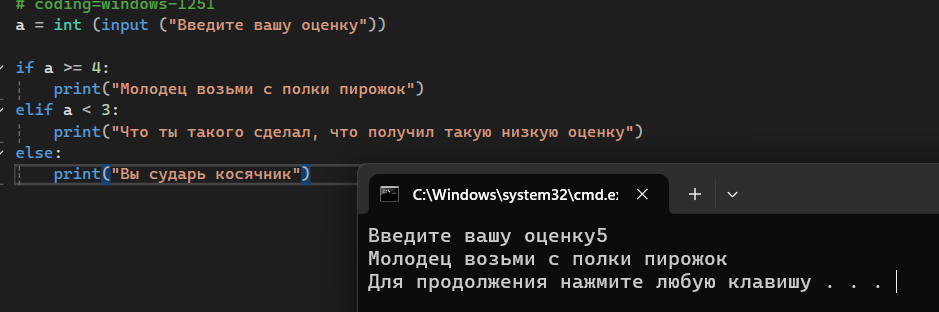 # coding=windows-1251
a = int (input ("Введите вашу оценку"))
if a >= 4:
print("Молодец возьми с полки пирожок")
elif a < 3:
print("Что ты такого сделал, что получил такую низкую оценку")
else:
print("Вы сударь косячник")
C:\Windows\system32\cmd.e
Введите вашу оценку5
Молодец возьми с полки пирожок
Для продолжения нажмите любую клавишу . . .